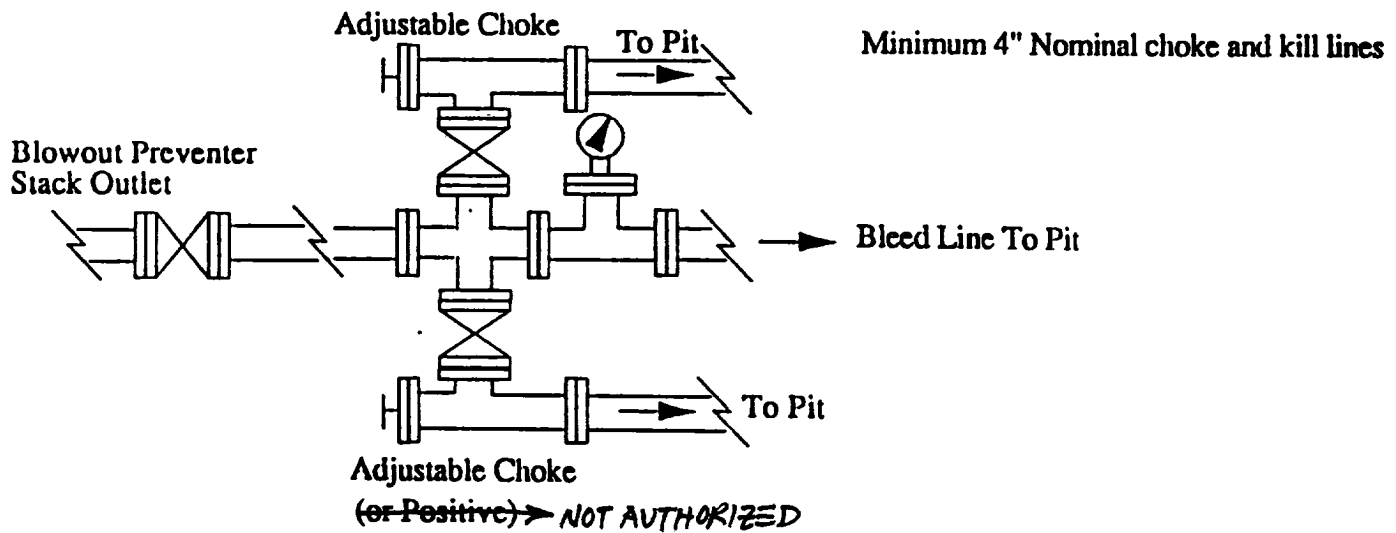 Adjustable Choke
To Pit
Minimum 4" Nominal choke and kill lines
Blowout Preventer
Stack Outlet
Bleed Line To Pit
To Pit
Adjustable Choke
(or Positive) NOT AUTHORIZED